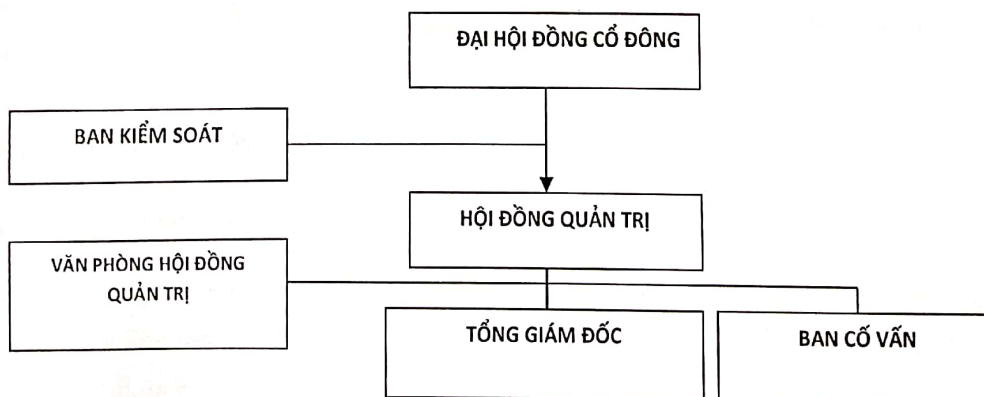 ĐẠI HỘI ĐỒNG CỔ ĐÔNG
BAN KIỂM SOÁT
HỘI ĐỒNG QUẢN TRỊ
VĂN PHÒNG HỘI ĐỒNG
QUẢN TRỊ
TỔNG GIÁM ĐỐC
BAN CỐ VẤN